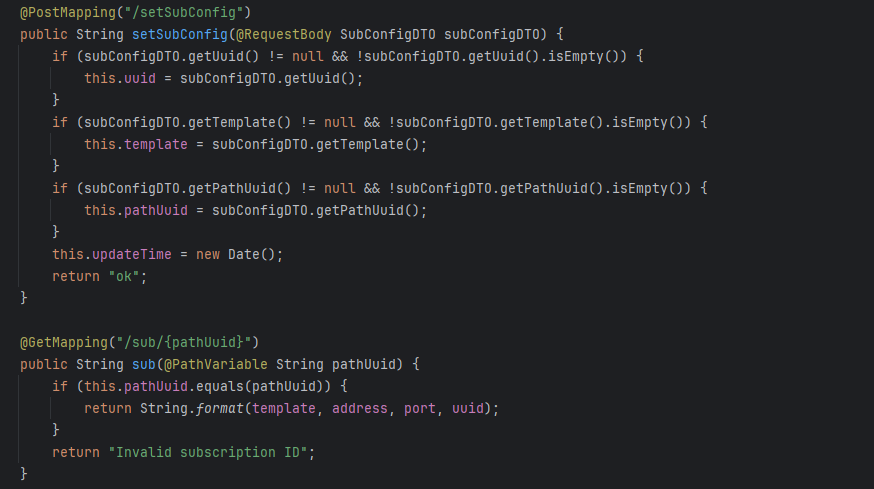 @PostMapping("/setSubConfig")
public String setSubConfig(@RequestBody SubConfigDTO subConfigDTO) {
    if (subConfigDTO.getUuid() != null && !subConfigDTO.getUuid().isEmpty()) {
        this.uuid = subConfigDTO.getUuid();
    }
    if (subConfigDTO.getTemplate() != null && !subConfigDTO.getTemplate().isEmpty()) {
        this.template = subConfigDTO.getTemplate();
    }
    if (subConfigDTO.getPathUuid() != null && !subConfigDTO.getPathUuid().isEmpty()) {
        this.pathUuid = subConfigDTO.getPathUuid();
    }
    this.updateTime = new Date();
    return "ok";
}

@GetMapping("/sub/{pathUuid}")
public String sub(@PathVariable String pathUuid) {
    if (this.pathUuid.equals(pathUuid)) {
        return String.format(template, address, port, uuid);
    }
    return "Invalid subscription ID";
}